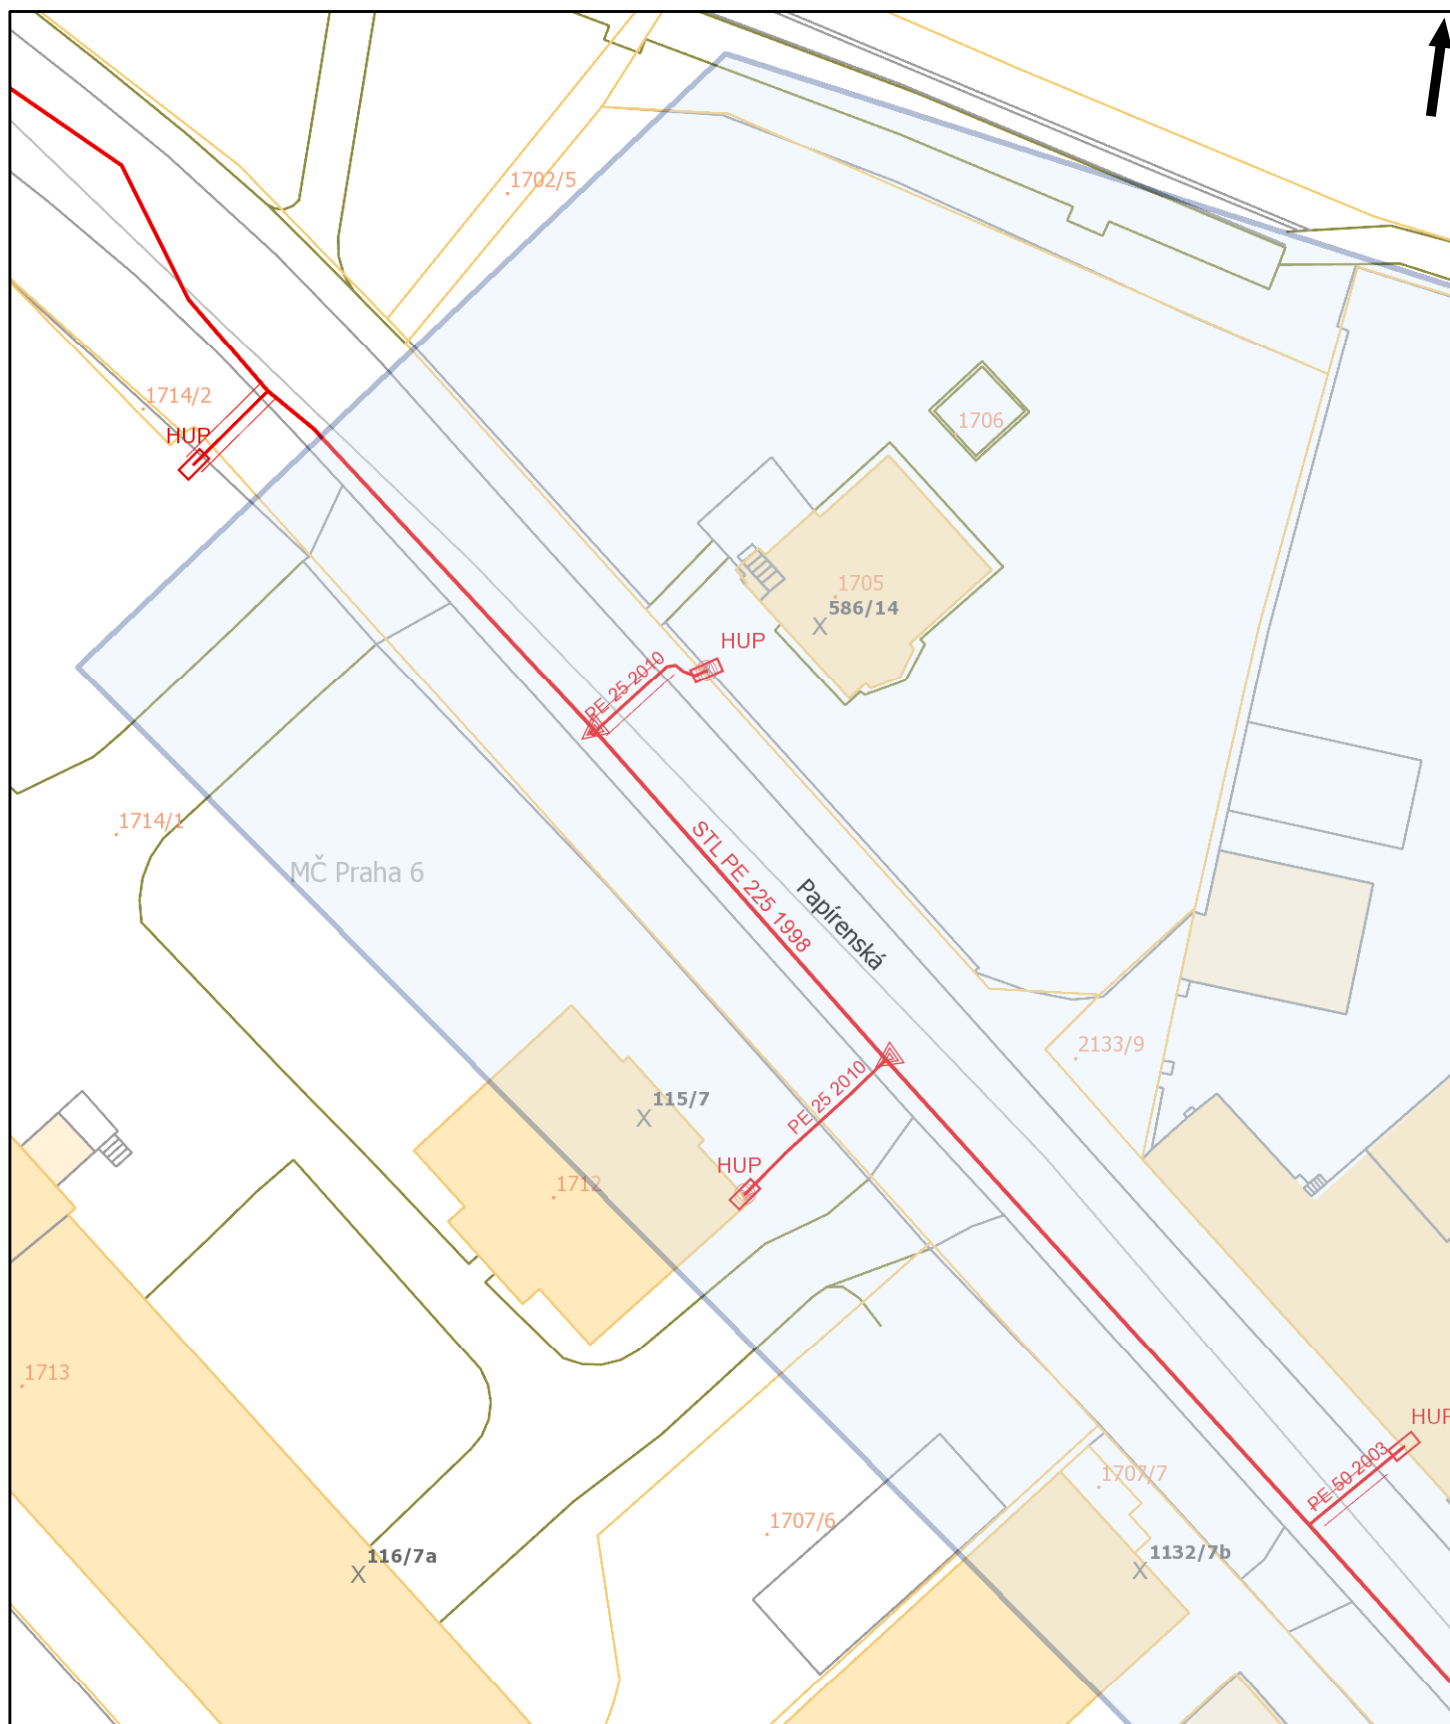 1702/5
1714/2
HUP
1706
1705
586/14
HUP
PE 25 2010
1714/1
STL PE 225 1998
MČ Praha 6
Papírenská
2133/9
PE 25 2010
115/7
HUP
1712
1713
HUP
PE 50 2003
1707/7
1707/6
1132/7b
116/7a